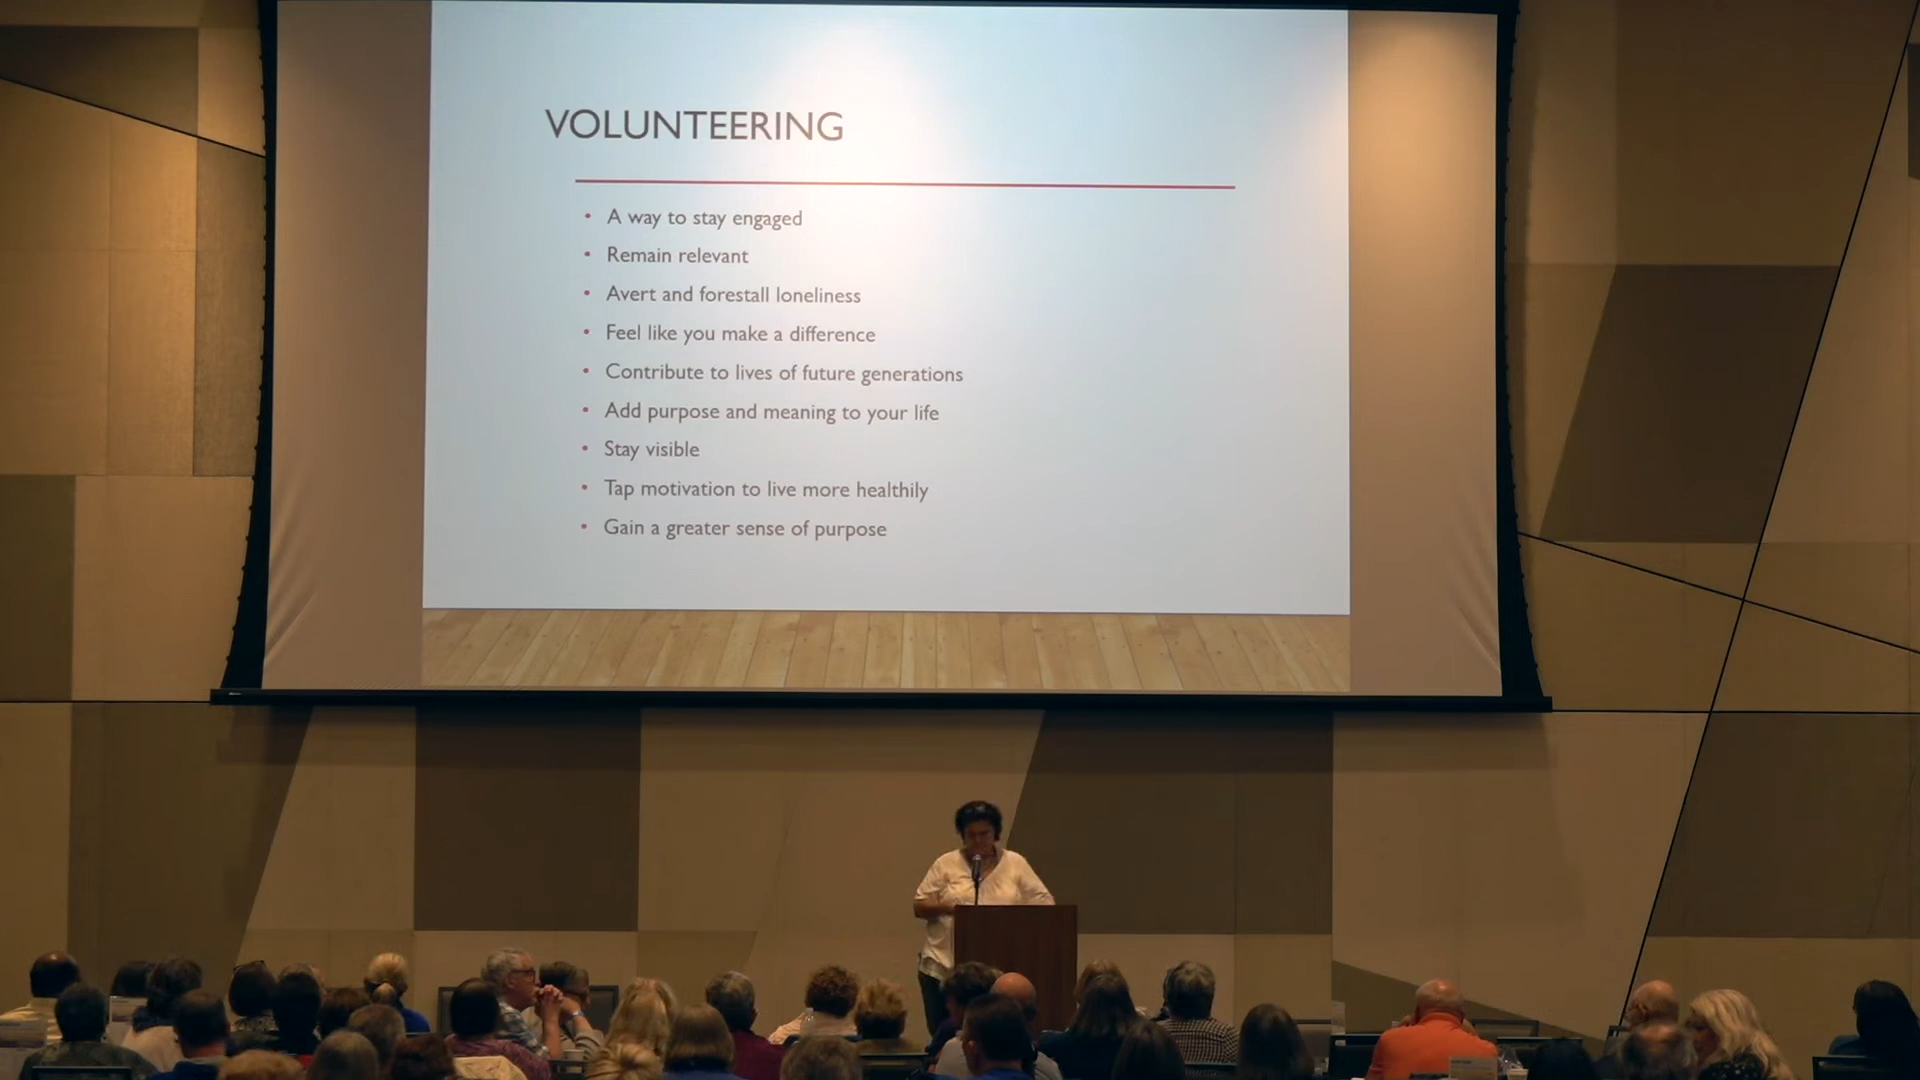 VOLUNTEERING
• A way to stay engaged
• Remain relevant
• Avert and forestall loneliness
• Feel like you make a difference
• Contribute to lives of future generations
• Add purpose and meaning to your life
• Stay visible
• Tap motivation to live more healthily
• Gain a greater sense of purpose